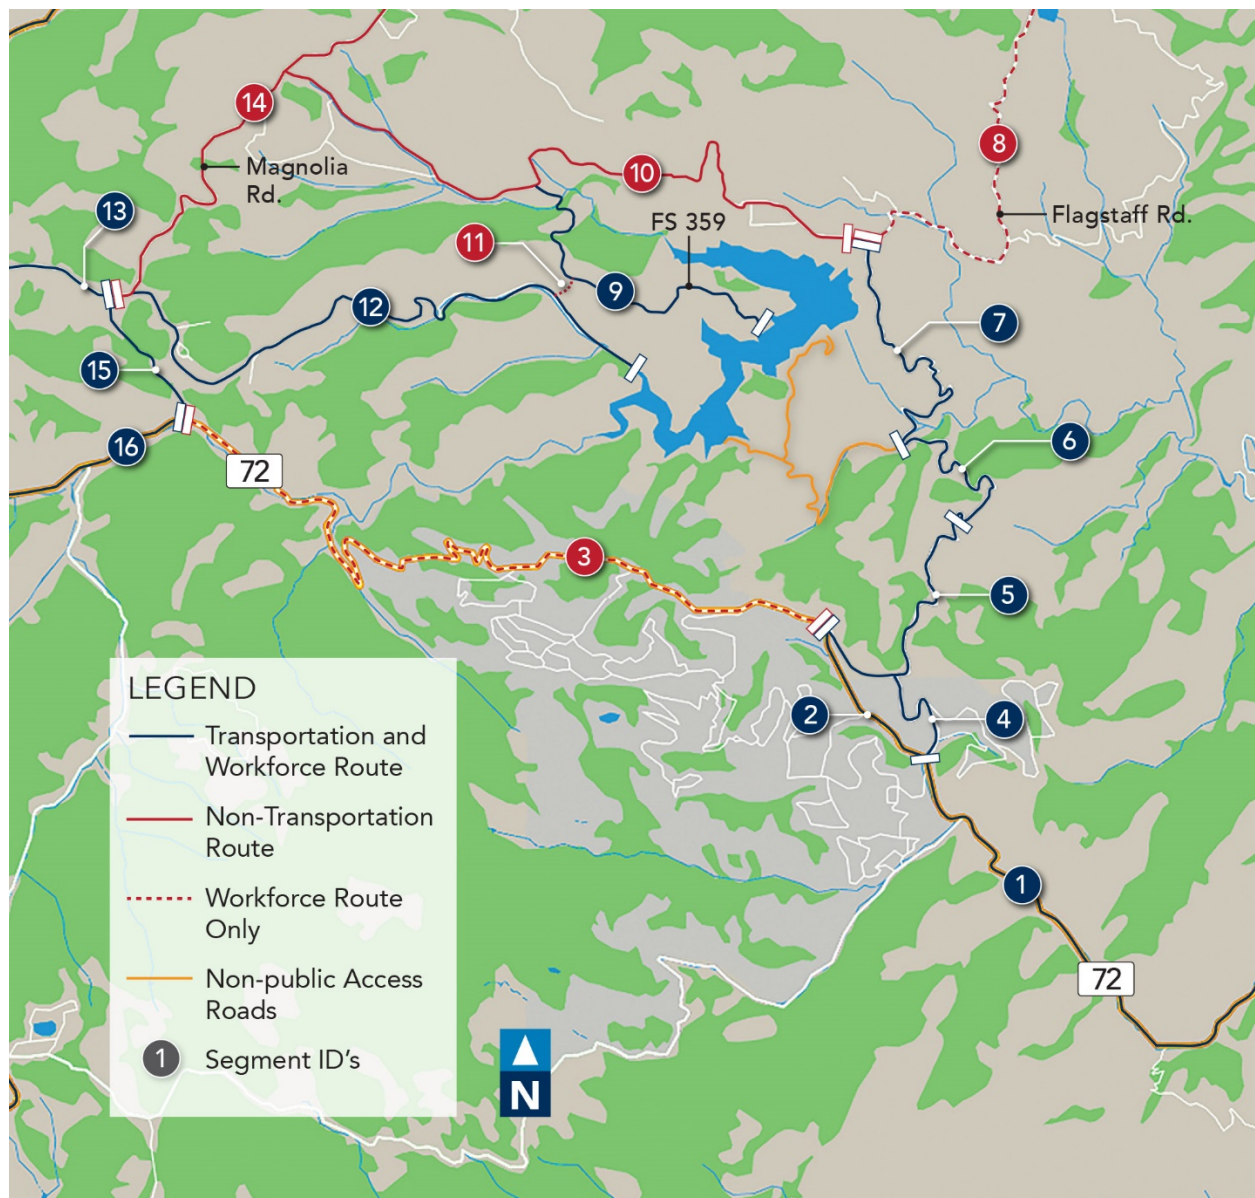 14
8
Magnolia
Rd.
10
13
Flagstaff Rd.
FS 359
11
9
12
7
15
6
16
72
3
5
2
4
LEGEND
Transportation and
Workforce Route
Non-Transportation
Route
Workforce Route
Only
Non-public Access
Roads
1 Segment ID's
1
72
N